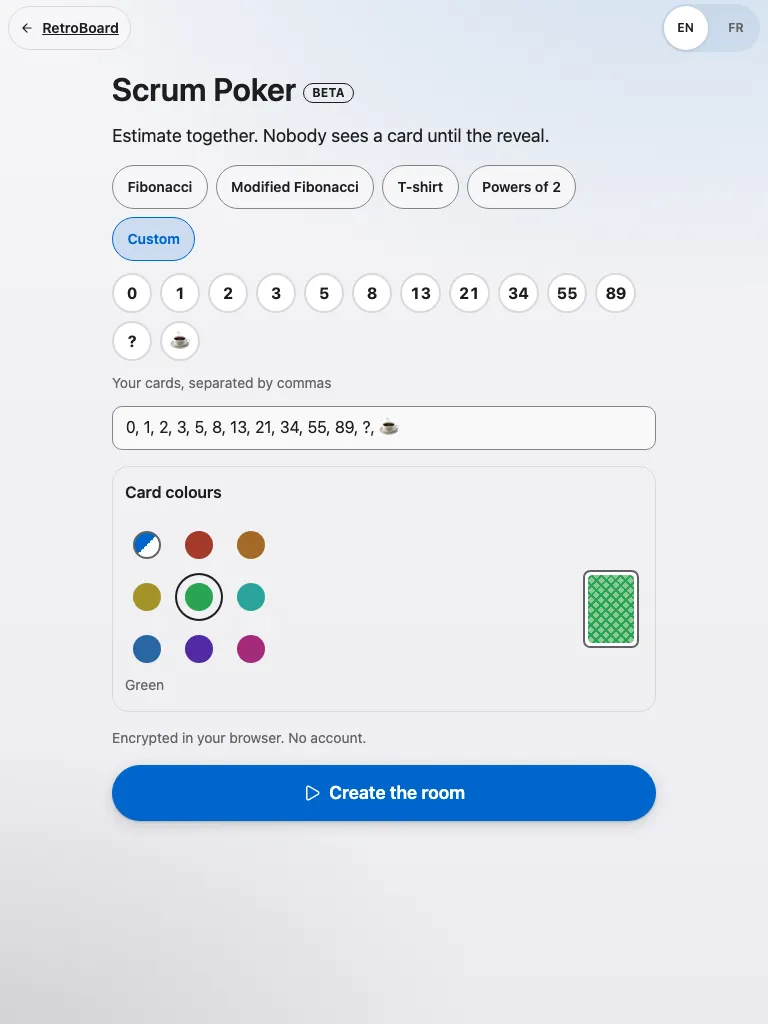 ← RetroBoard
EN FR
Scrum Poker BETA
Estimate together. Nobody sees a card until the reveal.
Fibonacci Modified Fibonacci T-shirt Powers of 2
Custom
0 1 2 3 5 8 13 21 34 55 89
? ☕
Your cards, separated by commas
0, 1, 2, 3, 5, 8, 13, 21, 34, 55, 89, ?, ☕
Card colours
Green
Encrypted in your browser. No account.
Create the room